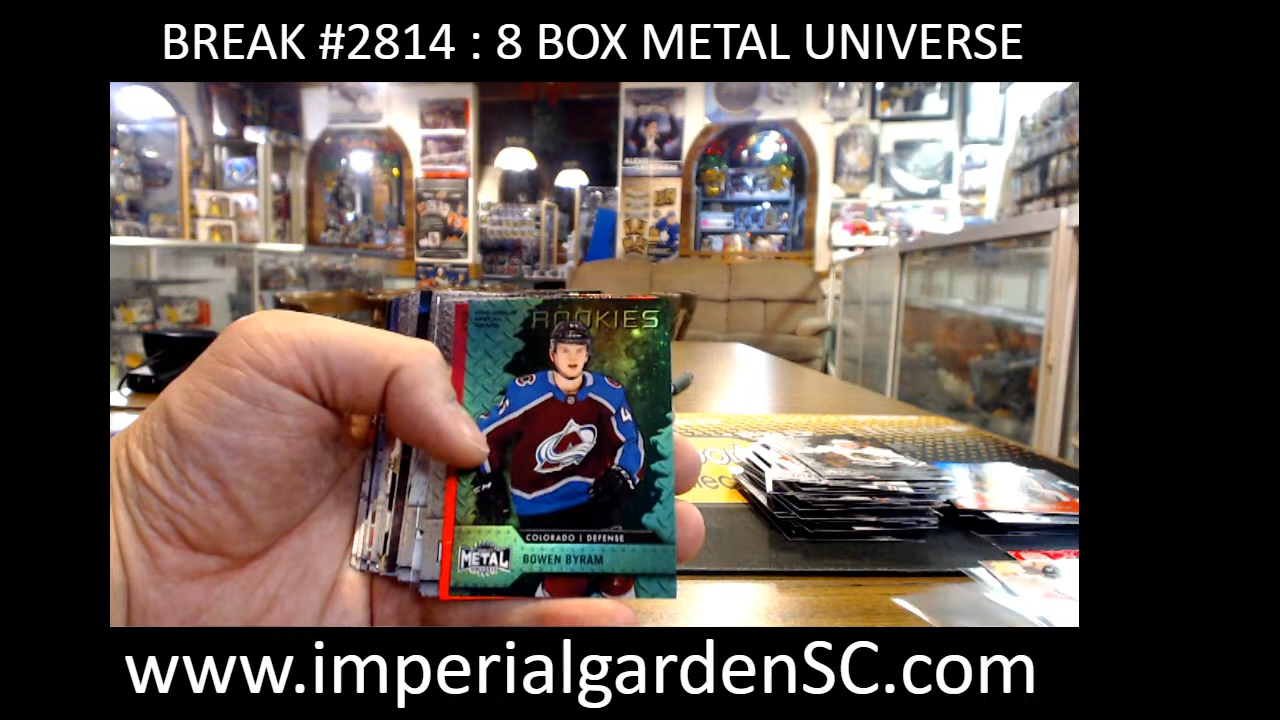 BREAK #2814 : 8 BOX METAL UNIVERSE
ROOKIES
COLORADO | DEFENSE
METAL
BOWEN BYRAM
www.imperialgardenSC.com